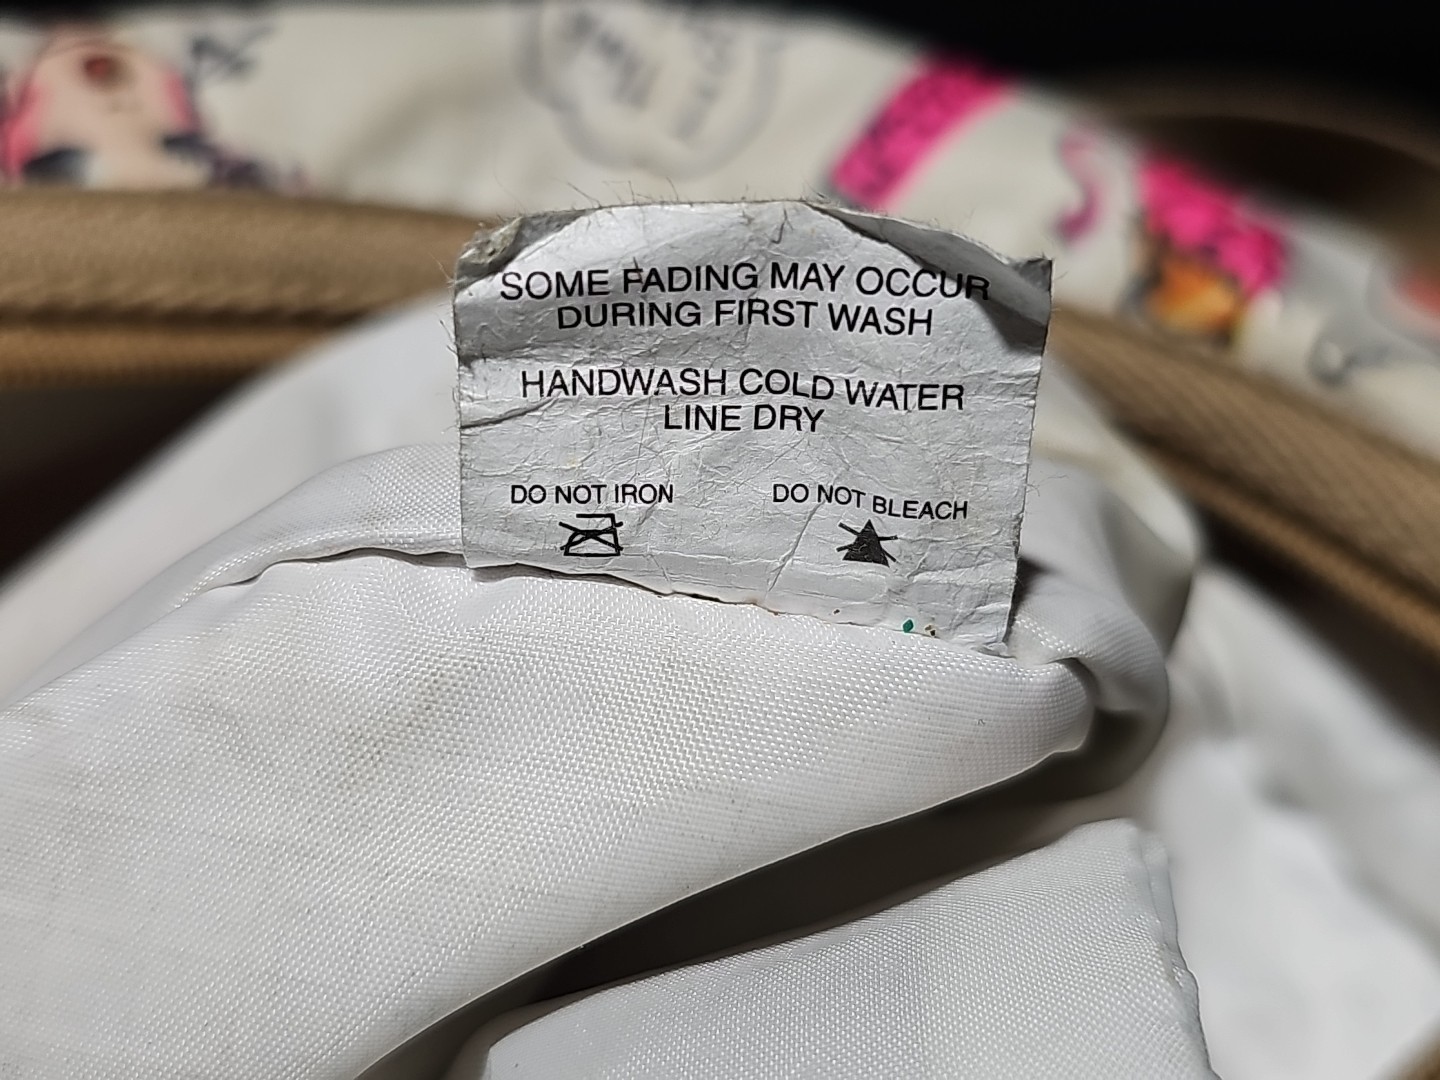 SOME FADING MAY OCCUR
DURING FIRST WASH
HANDWASH COLD WATER
LINE DRY
DO NOT IRON DO NOT BLEACH